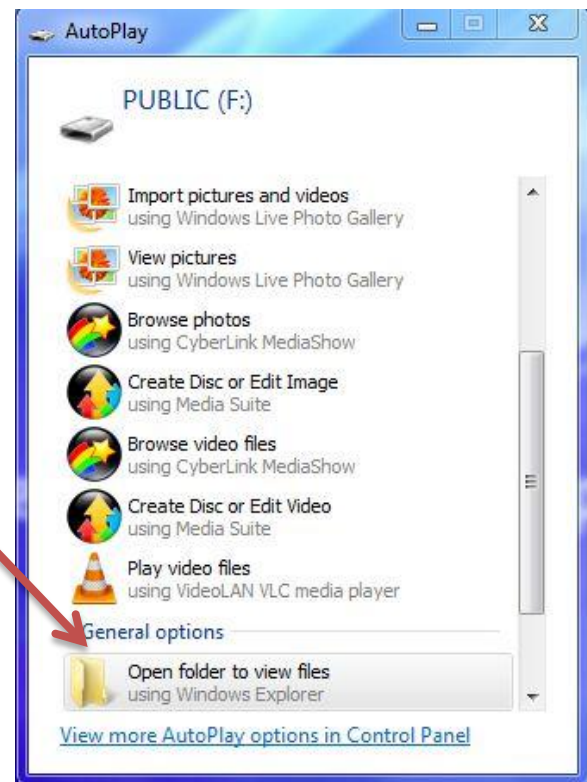 AutoPlay
PUBLIC (F:)
Import pictures and videos
using Windows Live Photo Gallery
View pictures
using Windows Live Photo Gallery
Browse photos
using CyberLink MediaShow
Create Disc or Edit Image
using Media Suite
Browse video files
using CyberLink MediaShow
Create Disc or Edit Video
using Media Suite
Play video files
using VideoLAN VLC media player
General options
Open folder to view files
using Windows Explorer
View more AutoPlay options in Control Panel